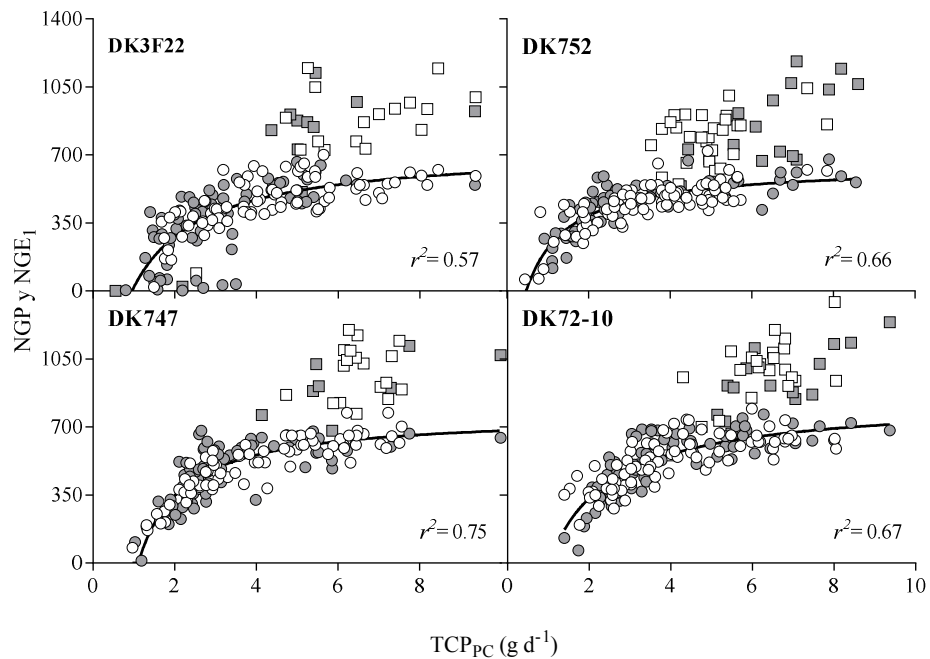 1400
1050
700
350
0
DK3F22
r²= 0.57
DK752
r²= 0.66
NGP y NGE₁
1050
700
350
0
DK747
r²= 0.75
DK72-10
r²= 0.67
0 2 4 6 8 0 2 4 6 8 10
TCP_PC (g d⁻¹)